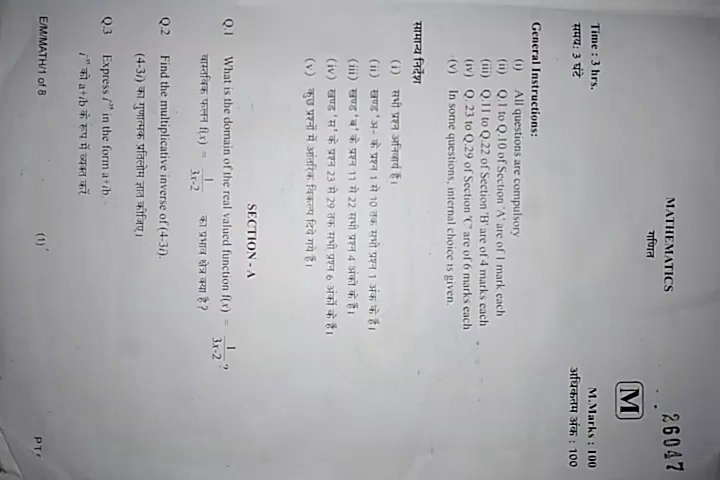 26047
MATHEMATICS
गणित
M
Time : 3 hrs.
M.Marks : 100
समय: 3 घंटे
अधिकतम अंक : 100
General Instructions:
(i) All questions are compulsory
(ii) Q.1 to Q.10 of Section 'A' are of 1 mark each
(iii) Q.11 to Q.22 of Section 'B' are of 4 marks each
(iv) Q.23 to Q.29 of Section 'C' are of 6 marks each
(v) In some questions, internal choice is given.
सामान्य निर्देश
(i) सभी प्रश्न अनिवार्य हैं।
(ii) खण्ड 'अ- के प्रश्न 1 से 10 तक सभी प्रश्न 1 अंक के हैं।
(iii) खण्ड 'ब' के प्रश्न 11 से 22 सभी प्रश्न 4 अंकों के हैं।
(iv) खण्ड 'स' के प्रश्न 23 से 29 तक सभी प्रश्न 6 अंकों के हैं।
(v) कुछ प्रश्नों में आंतरिक विकल्प दिये गये हैं।
SECTION - A
Q.1 What is the domain of the real valued function f(x) = 1/3x-2 ?
वास्तविक फलन f(x) = 1/3x-2 का प्रभाव क्षेत्र क्या है?
Q.2 Find the multiplicative inverse of (4-3i).
(4-3i) का गुणात्मक प्रतिलोम ज्ञात कीजिए।
Q.3 Express i in the form a+ib.
i को a+ib के रूप में व्यक्त करें
E/M/MATH/1 of 8
(1)